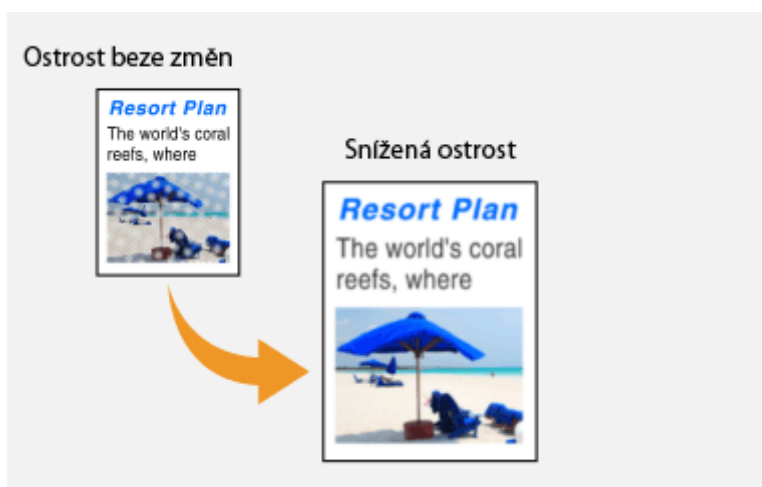 Ostrost beze změn
Resort Plan
The world's coral
reefs, where
Snížená ostrost
Resort Plan
The world's coral
reefs, where